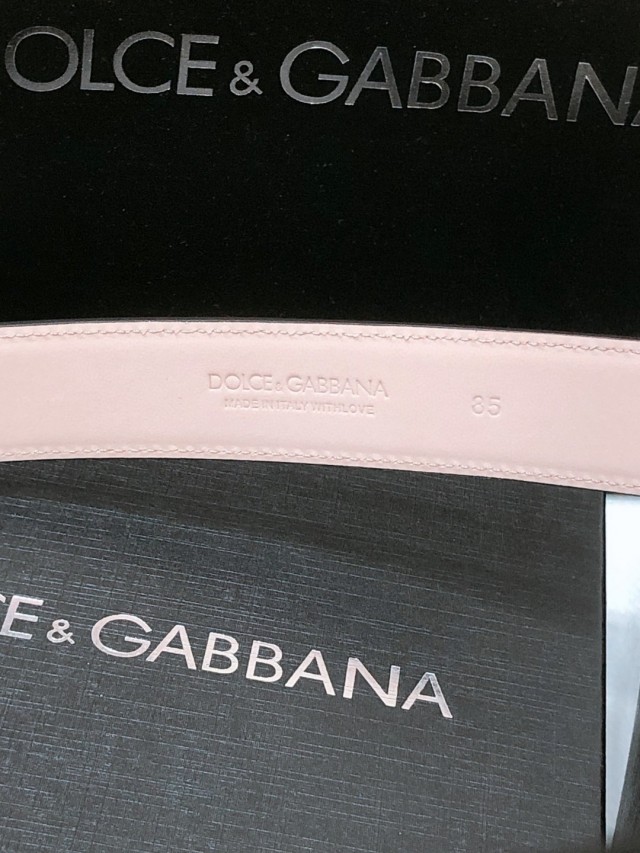 DOLCE & GABBANA
DOLCE & GABBANA
MADE IN ITALY WITH LOVE
85
CE & GABBANA